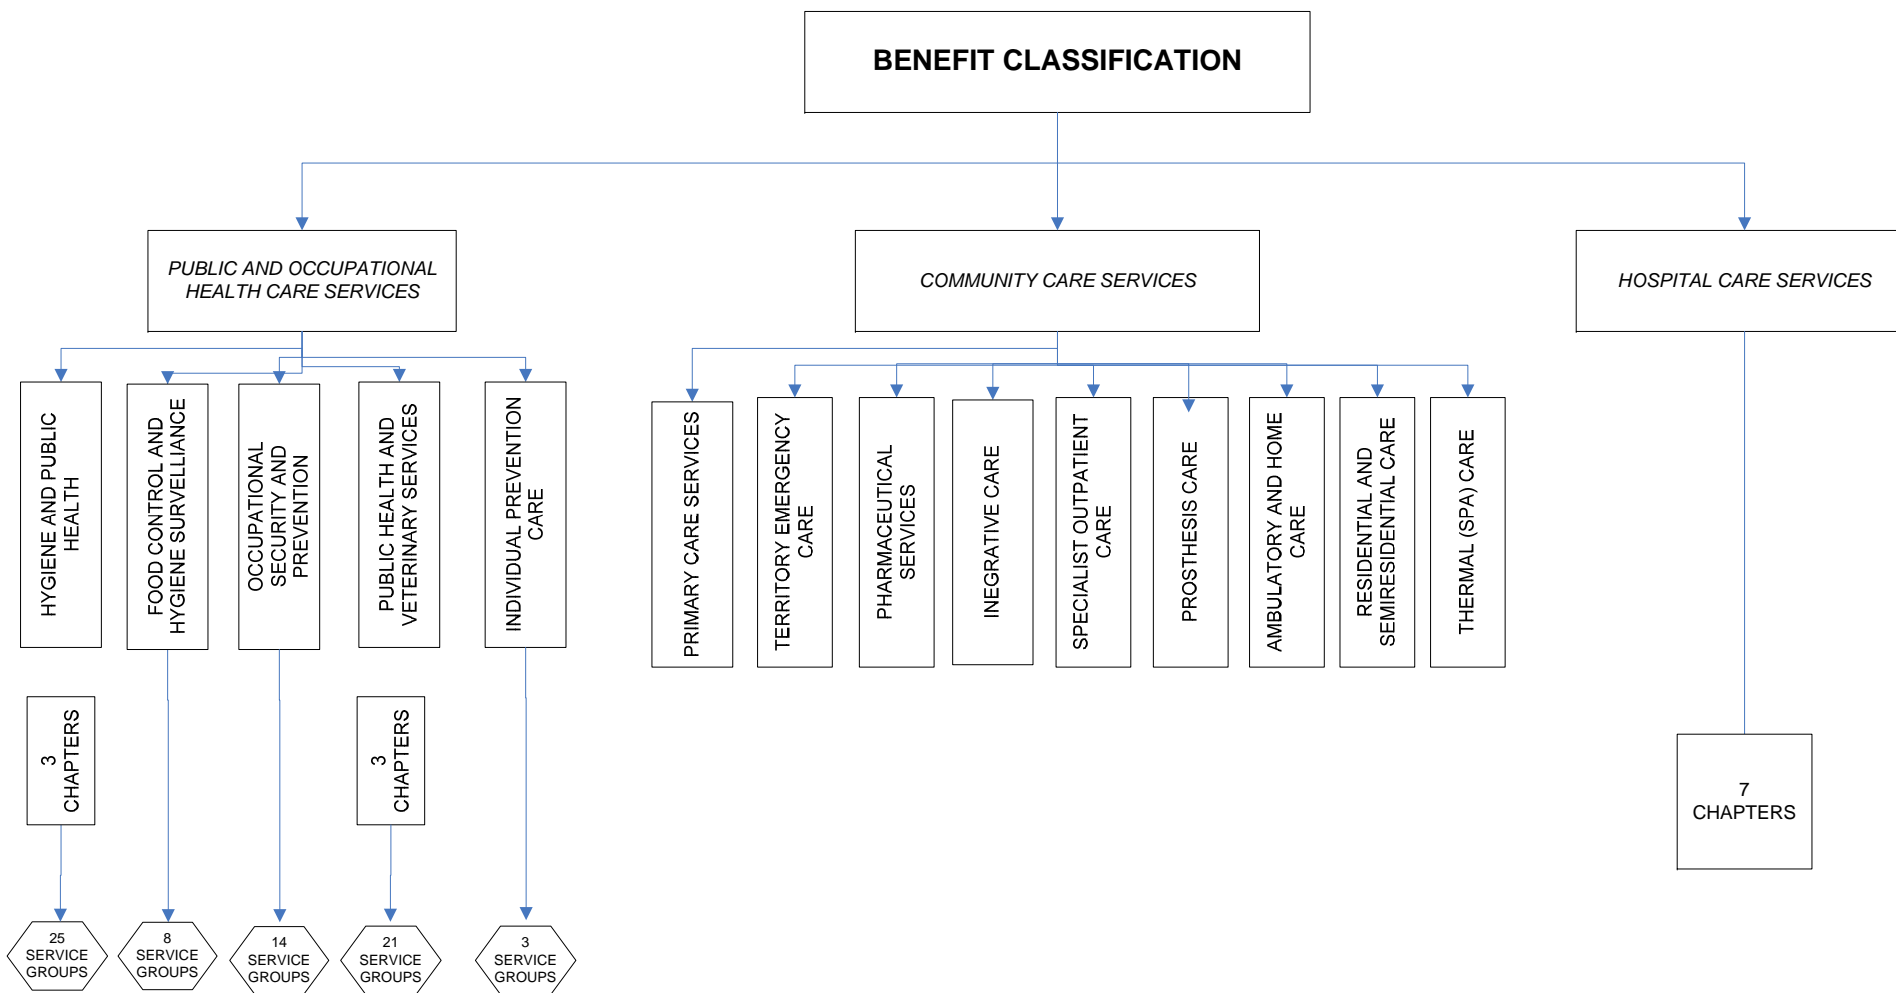 BENEFIT CLASSIFICATION
PUBLIC AND OCCUPATIONAL
HEALTH CARE SERVICES
COMMUNITY CARE SERVICES
HOSPITAL CARE SERVICES
HYGIENE AND PUBLIC
HEALTH
FOOD CONTROL AND
HYGIENE SURVELLIANCE
OCCUPATIONAL
SECURITY AND
PREVENTION
PUBLIC HEALTH AND
VETERINARY SERVICES
INDIVIDUAL PREVENTION
CARE
PRIMARY CARE SERVICES
TERRITORY EMERGENCY
CARE
PHARMACEUTICAL
SERVICES
INEGRATIVE CARE
SPECIALIST OUTPATIENT
CARE
PROSTHESIS CARE
AMBULATORY AND HOME
CARE
RESIDENTIAL AND
SEMIRESIDENTIAL CARE
THERMAL (SPA) CARE
3
CHAPTERS
3
CHAPTERS
7
CHAPTERS
25
SERVICE
GROUPS
8
SERVICE
GROUPS
14
SERVICE
GROUPS
21
SERVICE
GROUPS
3
SERVICE
GROUPS